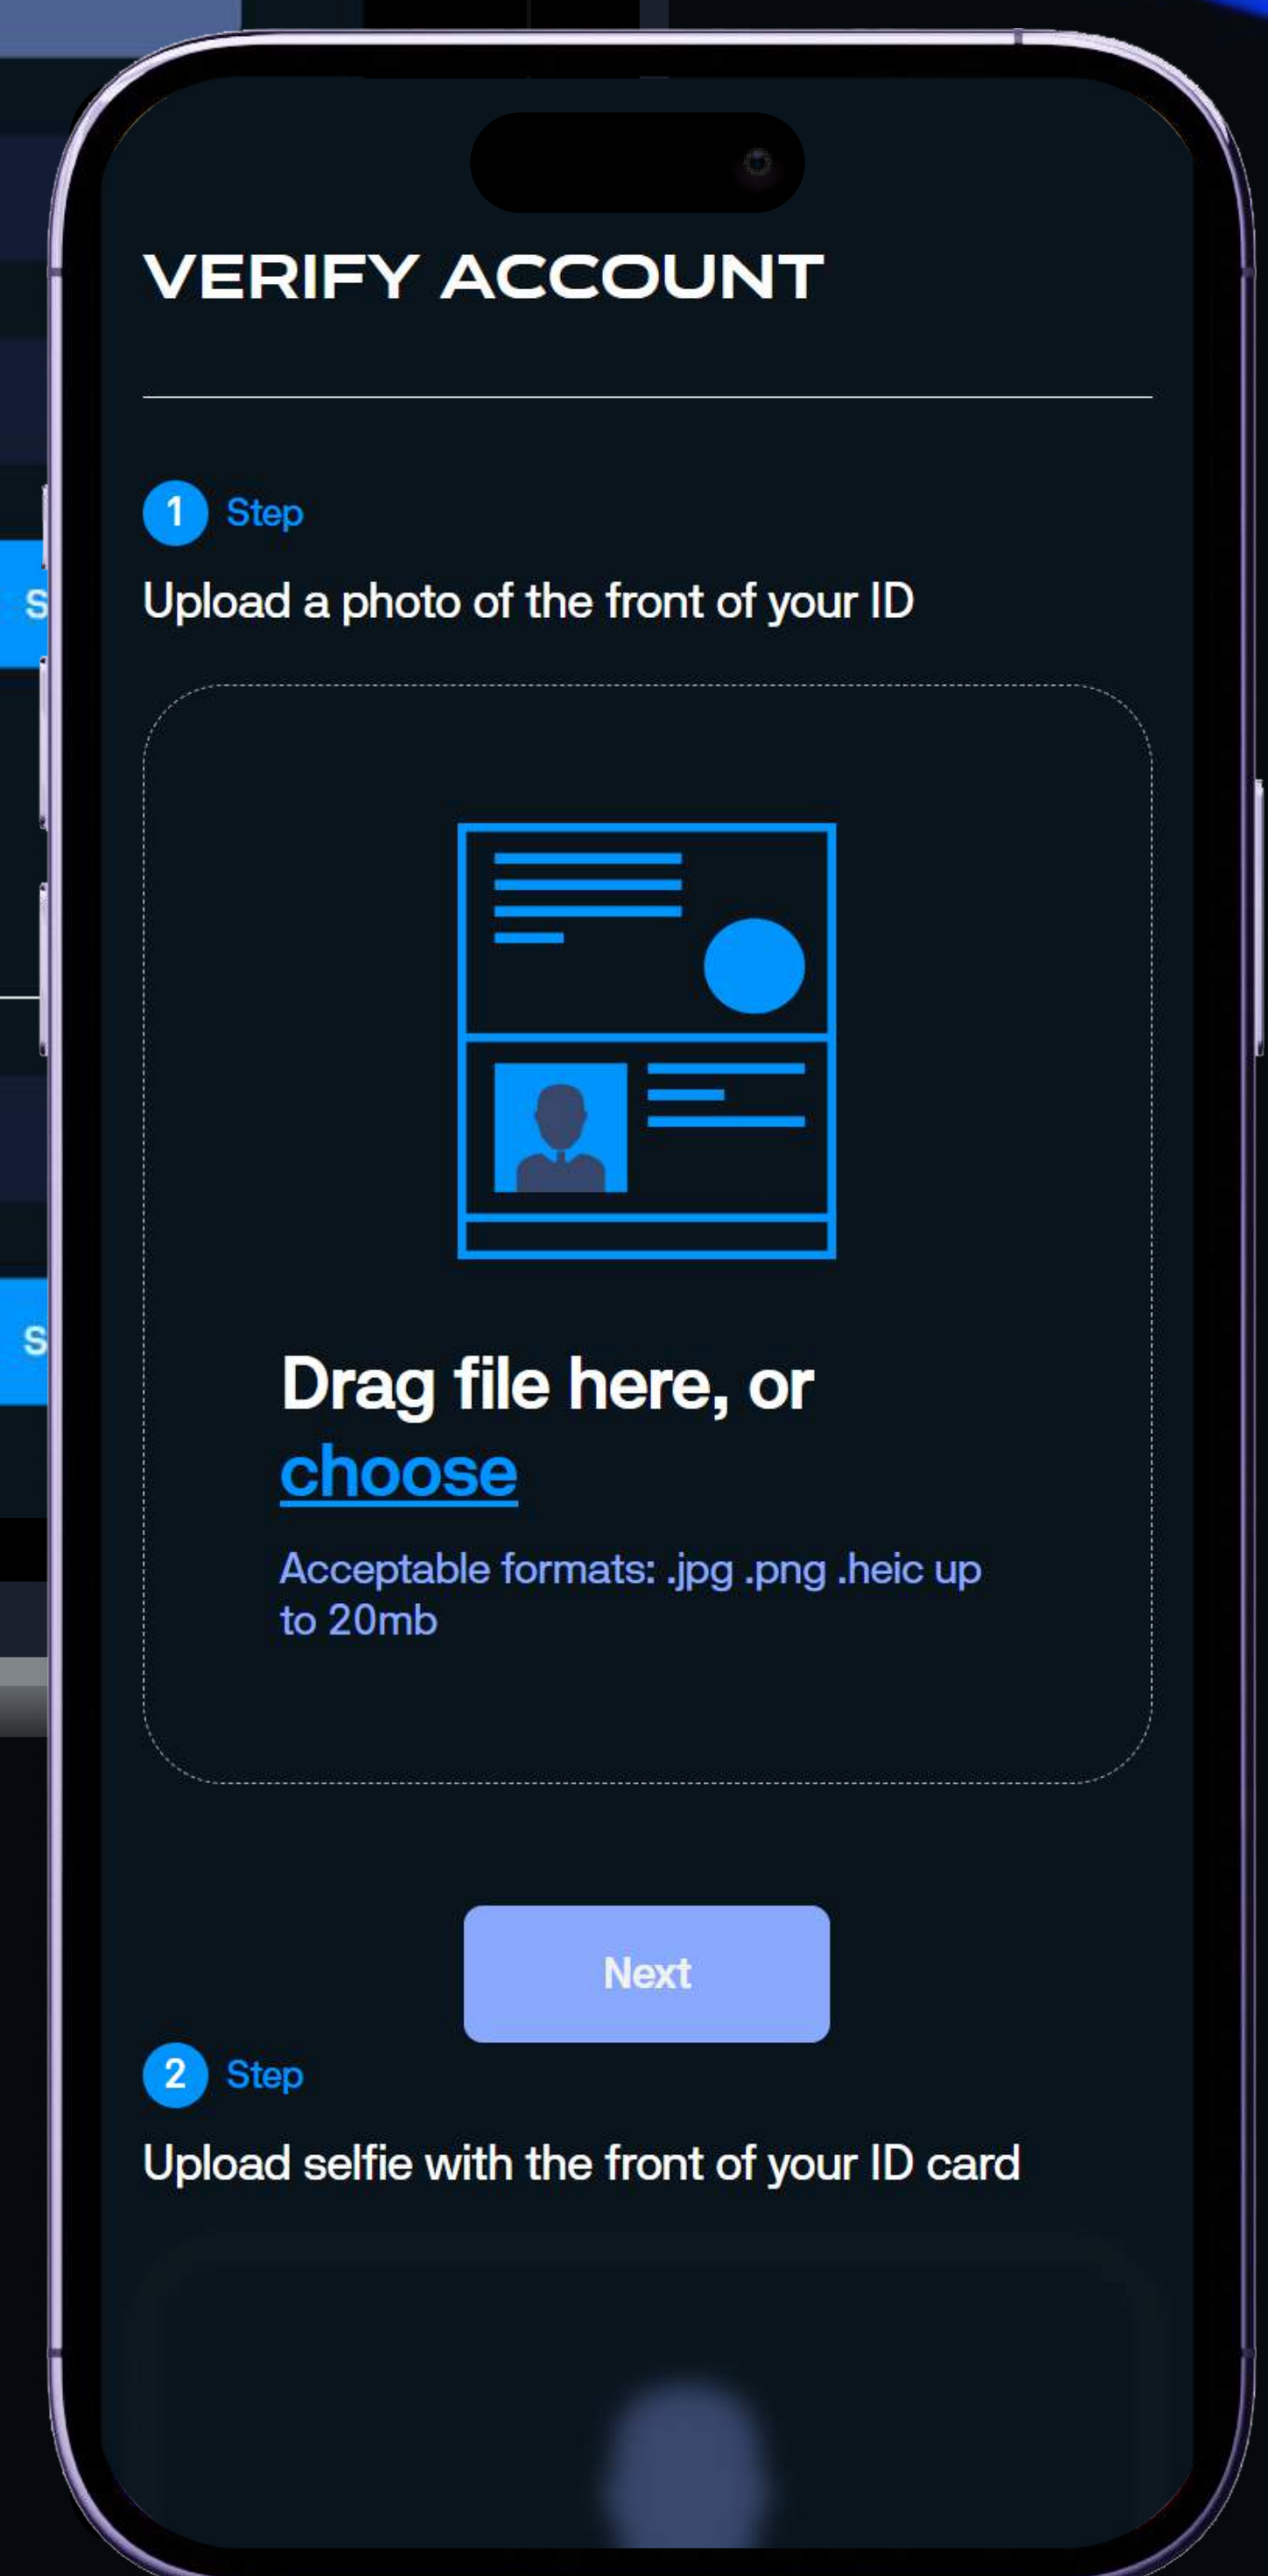 VERIFY ACCOUNT
1 Step
Upload a photo of the front of your ID
S
Drag file here, or
choose
S
Acceptable formats: .jpg .png .heic up
to 20mb
Next
2 Step
Upload selfie with the front of your ID card